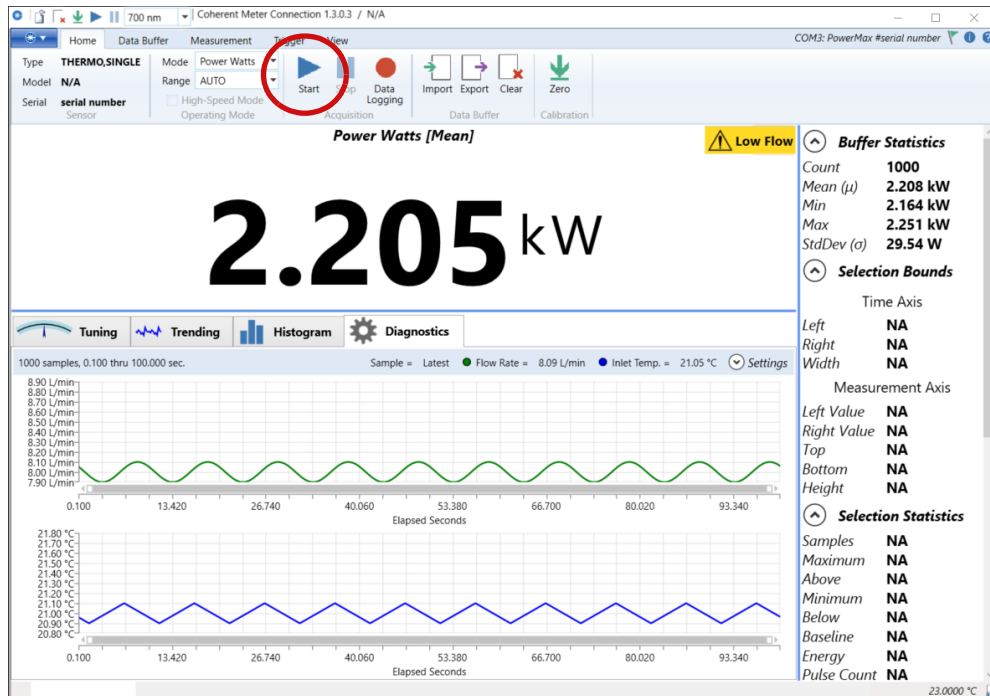 700 nm
Coherent Meter Connection 1.3.0.3 / N/A
Home Data Buffer Measurement Trigger View
COM3: PowerMax #serial number
Type THERMO,SINGLE
Model N/A
Serial serial number
Sensor
Mode Power Watts
Range AUTO
High-Speed Mode
Operating Mode
Start
Stop
Data Logging
Acquisition
Import Export Clear
Data Buffer
Zero
Calibration
Power Watts [Mean]
Low Flow
2.205 kW
Tuning Trending Histogram Diagnostics
1000 samples, 0.100 thru 100.000 sec.
Sample = Latest Flow Rate = 8.09 L/min Inlet Temp. = 21.05 °C Settings
8.90 L/min
8.80 L/min
8.70 L/min
8.60 L/min
8.50 L/min
8.40 L/min
8.30 L/min
8.20 L/min
8.10 L/min
8.00 L/min
7.90 L/min
0.100 13.420 26.740 40.060 53.380 66.700 80.020 93.340
Elapsed Seconds
21.80 °C
21.70 °C
21.60 °C
21.50 °C
21.40 °C
21.30 °C
21.20 °C
21.10 °C
21.00 °C
20.90 °C
20.80 °C
0.100 13.420 26.740 40.060 53.380 66.700 80.020 93.340
Elapsed Seconds
Buffer Statistics
Count 1000
Mean (μ) 2.208 kW
Min 2.164 kW
Max 2.251 kW
StdDev (σ) 29.54 W
Selection Bounds
Time Axis
Left NA
Right NA
Width NA
Measurement Axis
Left Value NA
Right Value NA
Top NA
Bottom NA
Height NA
Selection Statistics
Samples NA
Maximum NA
Above NA
Minimum NA
Below NA
Baseline NA
Energy NA
Pulse Count NA
23.0000 °C